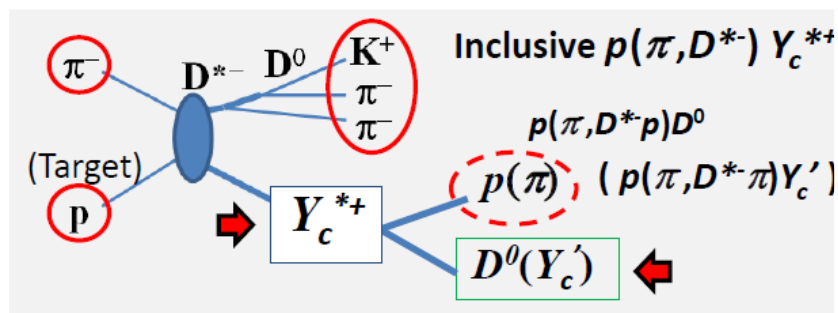 π⁻
D*⁻
D⁰
K⁺
π⁻
π⁻
(Target)
p
Y_c*⁺
Inclusive p(π,D*⁻) Y_c*⁺
p(π,D*⁻p)D⁰
p(π)
( p(π,D*⁻π)Y_c′ )
D⁰(Y_c′)